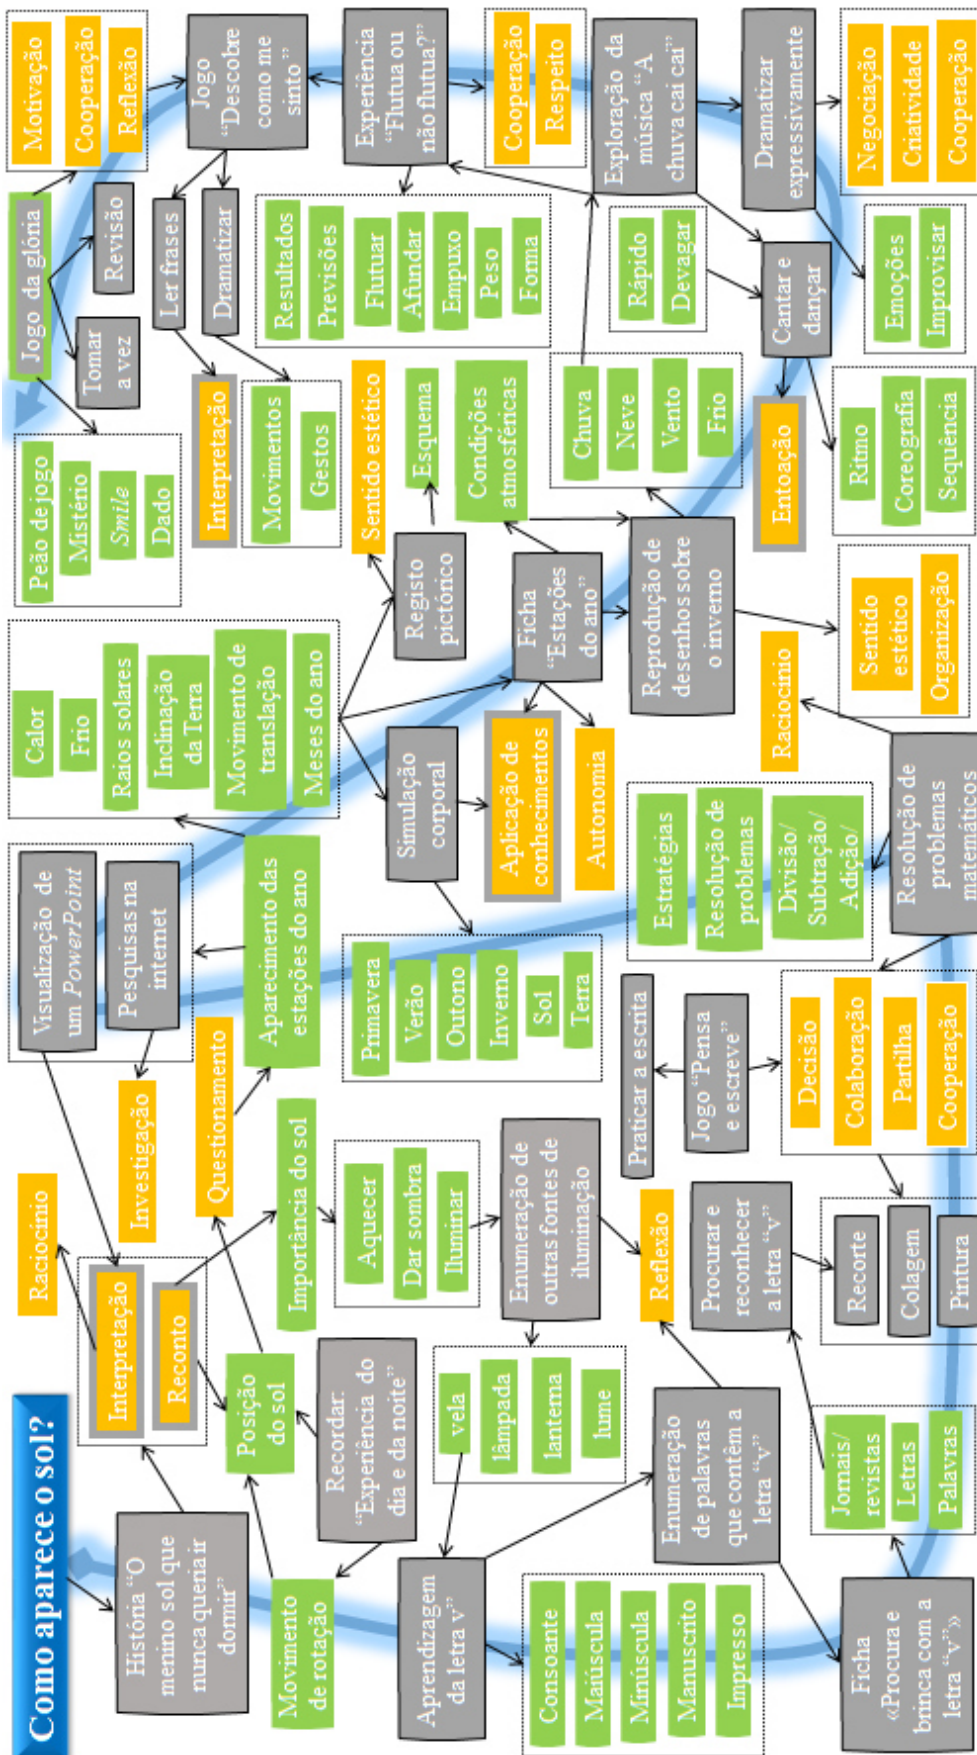 Como aparece o sol?
História “O
menino sol que
nunca queria ir
dormir”
Interpretação
Reconto
Raciocínio
Visualização de
um PowerPoint
Pesquisas na
internet
Investigação
Questionamento
Aparecimento das
estações do ano
Calor
Frio
Raios solares
Inclinação
da Terra
Movimento de
translação
Meses do ano
Peão de jogo
Mistério
Smile
Dado
Jogo da glória
Tomar
a vez
Revisão
Motivação
Cooperação
Reflexão
Movimento
de rotação
Posição
do sol
Recordar:
“Experiência do
dia e da noite”
Importância do sol
Aquecer
Dar sombra
Iluminar
Primavera
Verão
Outono
Inverno
Sol
Terra
Simulação
corporal
Registo
pictórico
Sentido estético
Esquema
Interpretação
Movimentos
Gestos
Ler frases
Dramatizar
Jogo
“Descobre
como me
sinto”
Aprendizagem
da letra v”
vela
lâmpada
lanterna
lume
Enumeração de
outras fontes de
iluminação
Aplicação de
conhecimentos
Autonomia
Ficha
“Estações
do ano”
Condições
atmosféricas
Resultados
Previsões
Flutuar
Afundar
Empuxo
Peso
Forma
Experiência
“Flutua ou
não flutua?”
Cooperação
Respeito
Consoante
Maiúscula
Minúscula
Manuscrito
Impresso
Enumeração
de palavras
que contêm a
letra “v”
Reflexão
Procurar e
reconhecer
a letra “v”
Praticar a escrita
Jogo “Pensa
e escreve”
Estratégias
Resolução de
problemas
Divisão/
Subtração/
Adição/
Reprodução de
desenhos sobre
o inverno
Chuva
Neve
Vento
Frio
Rápido
Devagar
Exploração da
música “A
chuva cai cai”
Ficha
«Procura e
brinca com a
letra “v”»
Jornais/
revistas
Letras
Palavras
Recorte
Colagem
Pintura
Decisão
Colaboração
Partilha
Cooperação
Resolução de
problemas
matemáticos
Raciocínio
Sentido
estético
Organização
Entoação
Cantar e
dançar
Ritmo
Coreografia
Sequência
Emoções
Improvisar
Dramatizar
expressivamente
Negociação
Criatividade
Cooperação